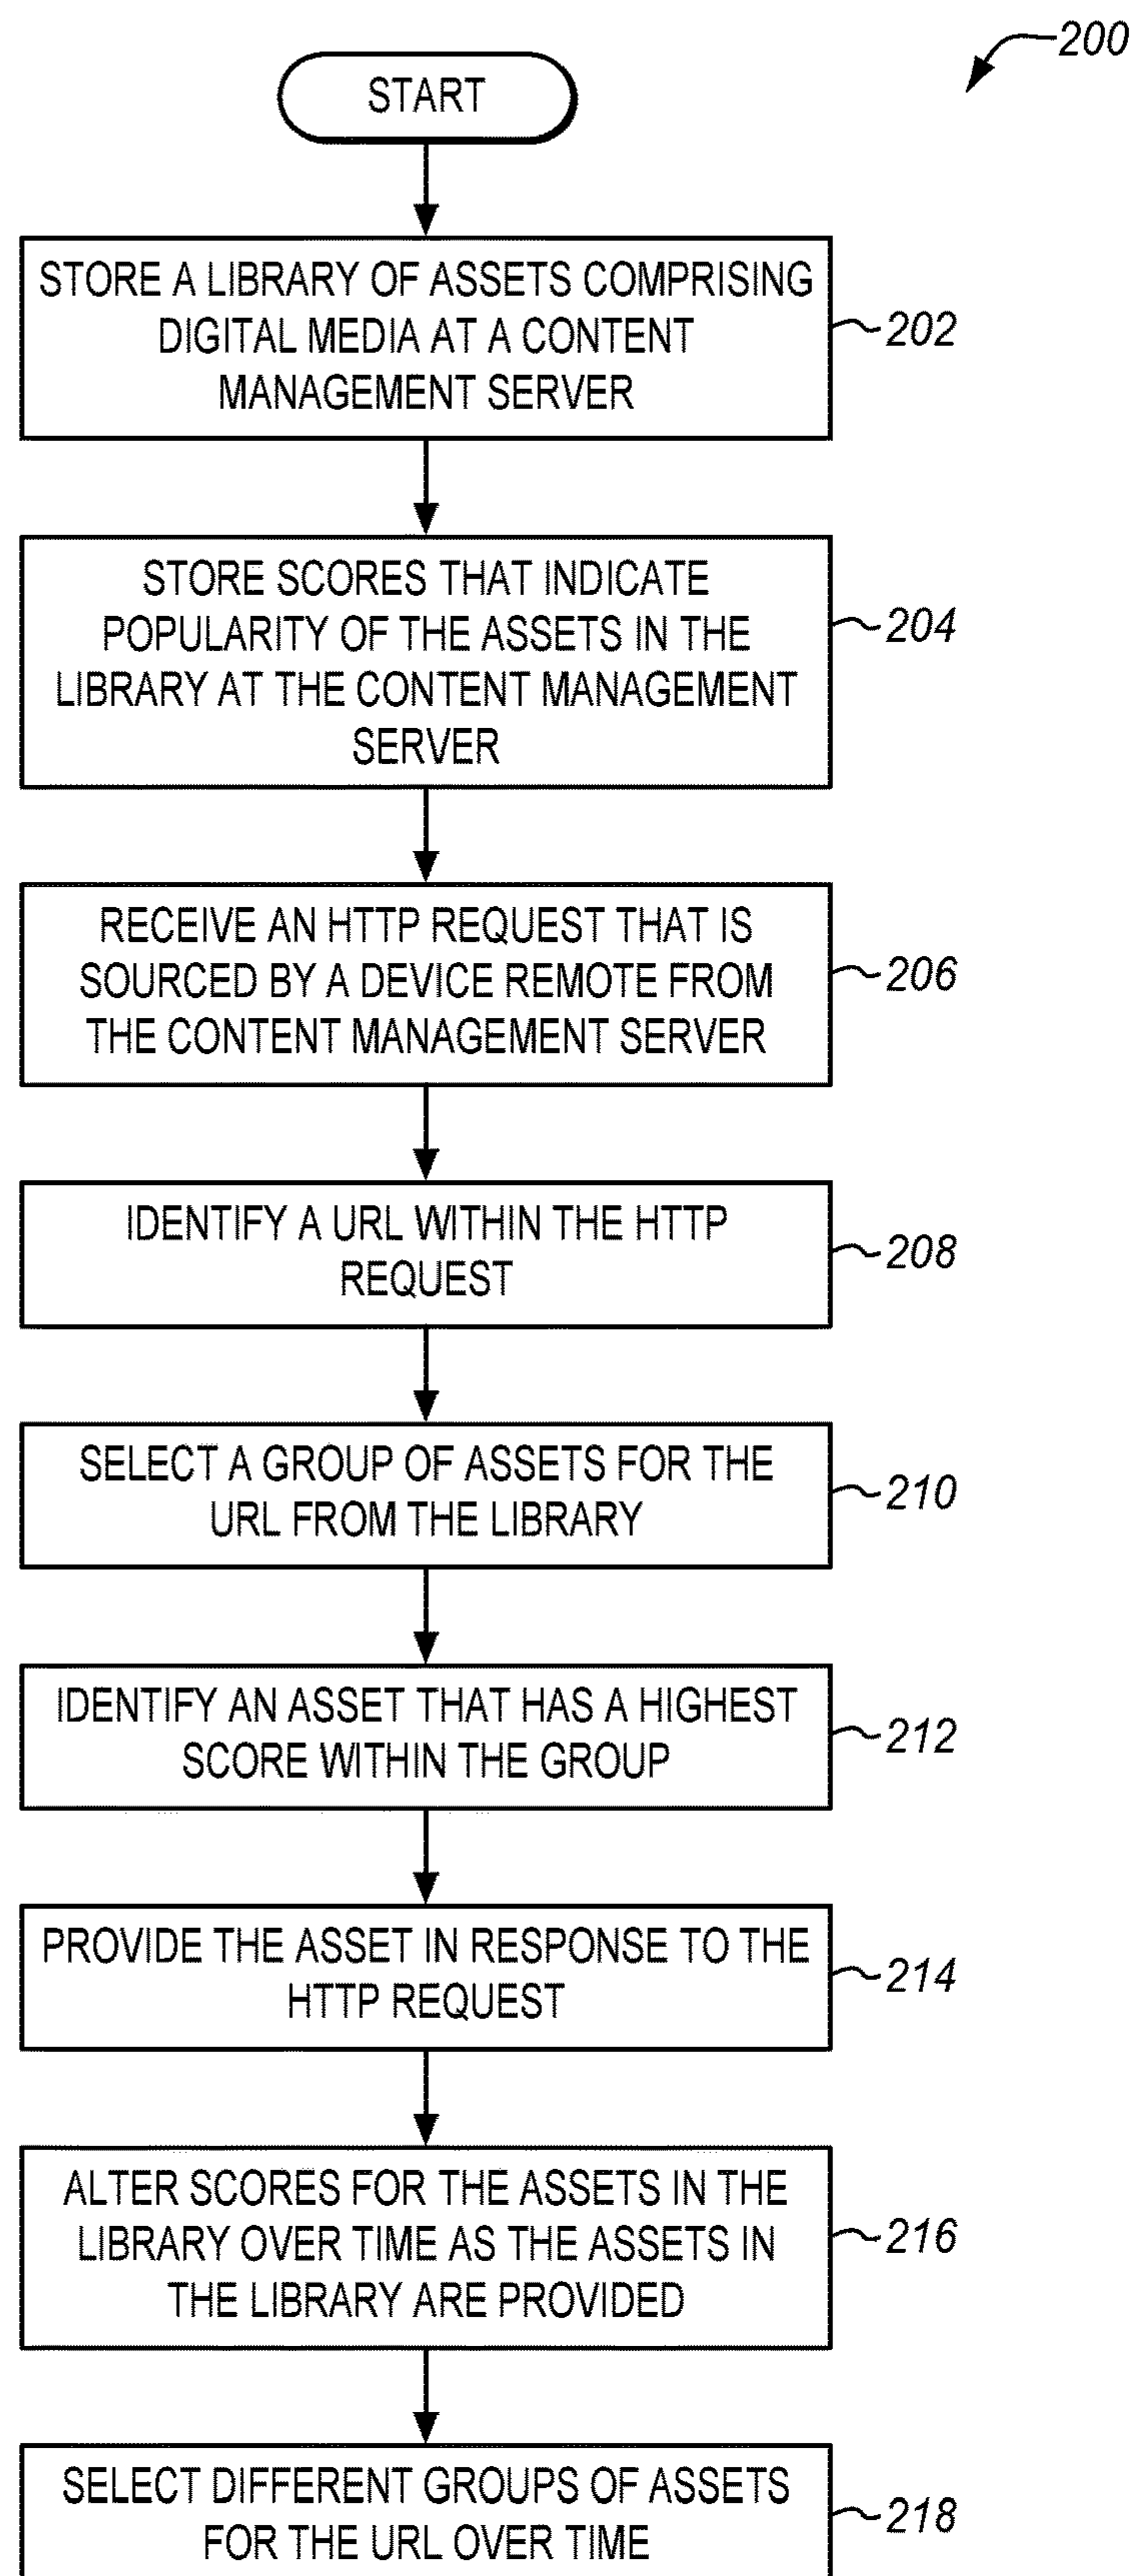 200
START
STORE A LIBRARY OF ASSETS COMPRISING
DIGITAL MEDIA AT A CONTENT
MANAGEMENT SERVER
202
STORE SCORES THAT INDICATE
POPULARITY OF THE ASSETS IN THE
LIBRARY AT THE CONTENT MANAGEMENT
SERVER
204
RECEIVE AN HTTP REQUEST THAT IS
SOURCED BY A DEVICE REMOTE FROM
THE CONTENT MANAGEMENT SERVER
206
IDENTIFY A URL WITHIN THE HTTP
REQUEST
208
SELECT A GROUP OF ASSETS FOR THE
URL FROM THE LIBRARY
210
IDENTIFY AN ASSET THAT HAS A HIGHEST
SCORE WITHIN THE GROUP
212
PROVIDE THE ASSET IN RESPONSE TO THE
HTTP REQUEST
214
ALTER SCORES FOR THE ASSETS IN THE
LIBRARY OVER TIME AS THE ASSETS IN
THE LIBRARY ARE PROVIDED
216
SELECT DIFFERENT GROUPS OF ASSETS
FOR THE URL OVER TIME
218